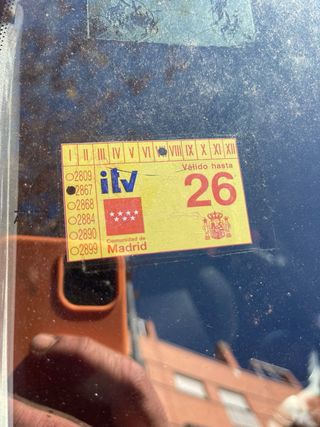 I II III IV V VI VIII IX X XI XII
2809
2867
2868
2884
2890
2899
itv
Válido hasta
26
Comunidad de
Madrid